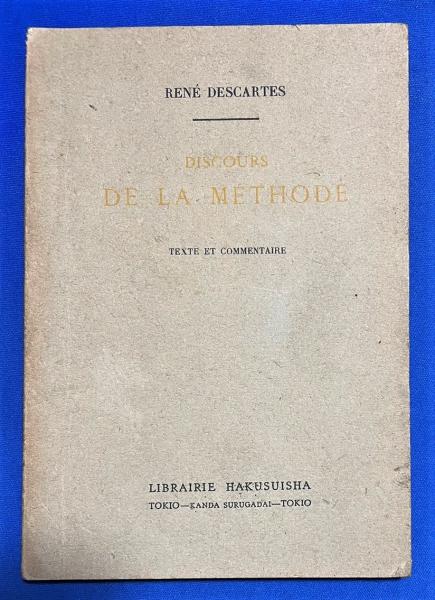 RENÉ DESCARTES
DISCOURS
DE LA MÉTHODE
TEXTE ET COMMENTAIRE
LIBRAIRIE HAKUSUISHA
TOKIO—KANDA SURUGADAI—TOKIO